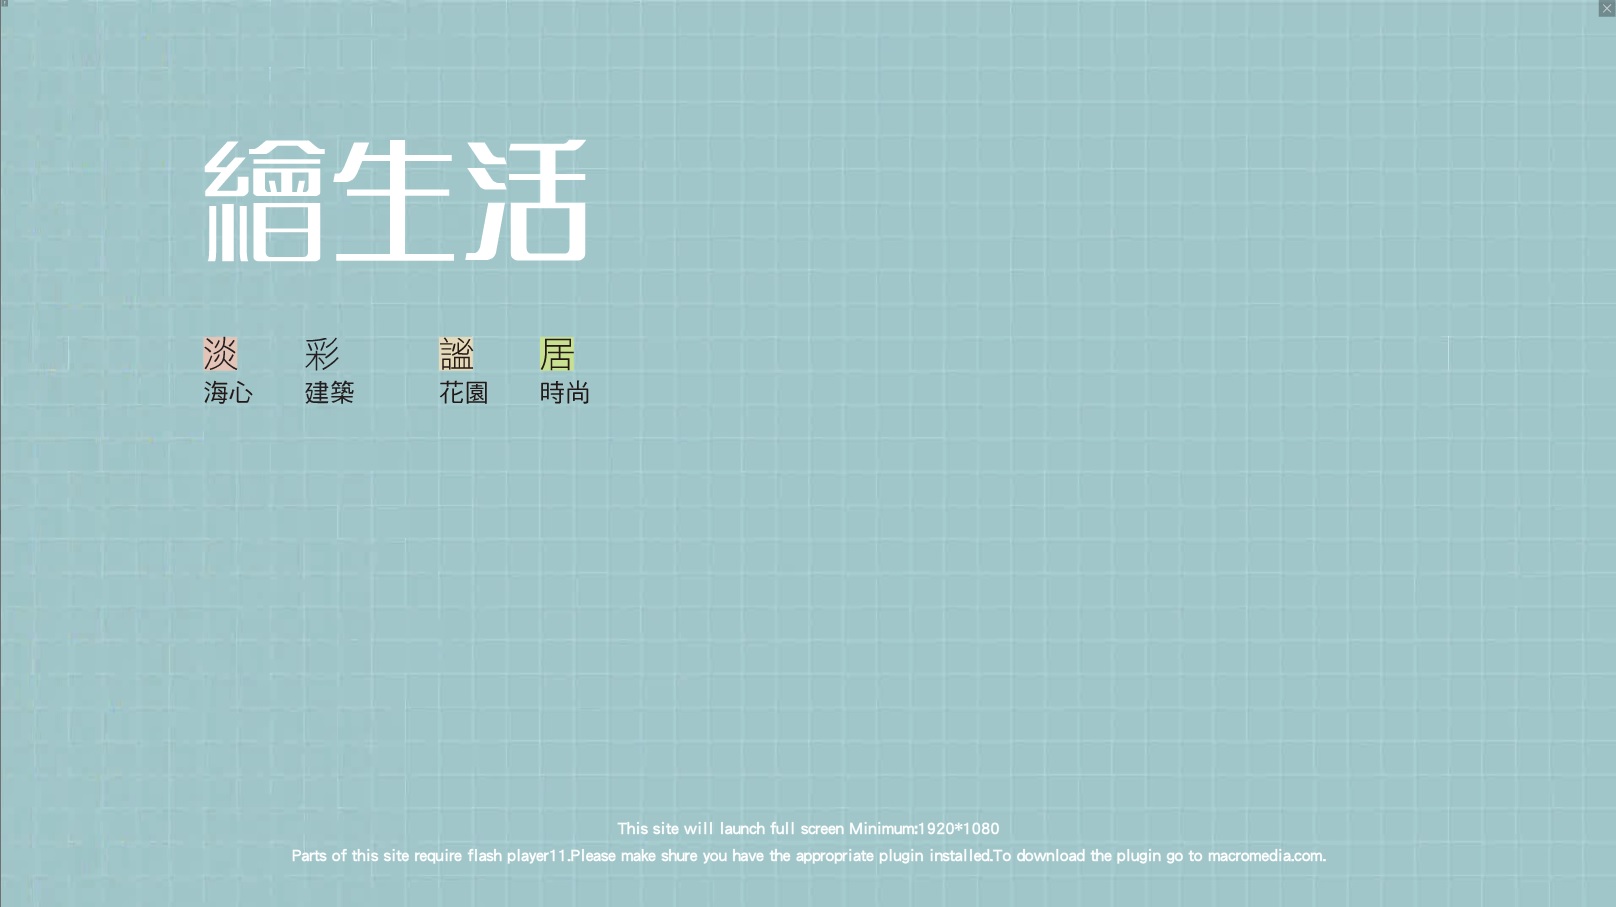 繪生活
淡 彩 謐 居
海心 建築 花園 時尚
This site will launch full screen Minimum:1920*1080
Parts of this site require flash player11.Please make shure you have the appropriate plugin installed.To download the plugin go to macromedia.com.